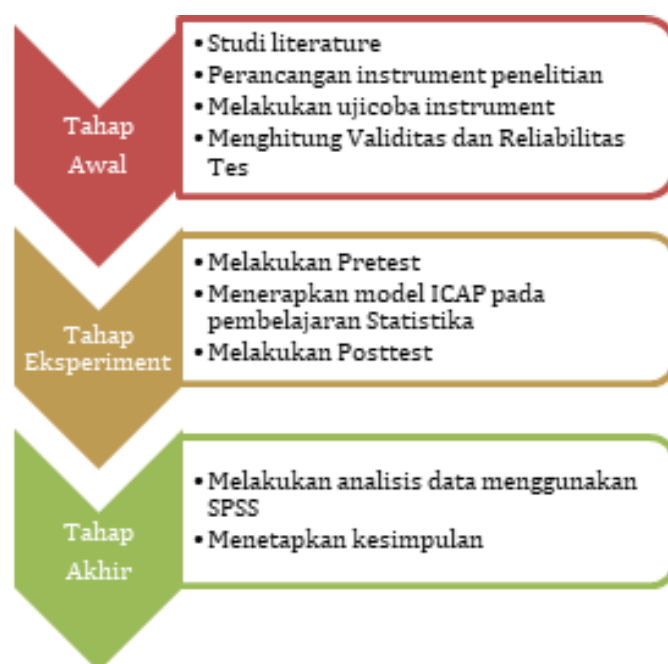 Tahap
Awal
• Studi literature
• Perancangan instrument penelitian
• Melakukan ujicoba instrument
• Menghitung Validitas dan Reliabilitas
Tes
Tahap
Eksperiment
• Melakukan Pretest
• Menerapkan model ICAP pada
pembelajaran Statistika
• Melakukan Posttest
Tahap
Akhir
• Melakukan analisis data menggunakan
SPSS
• Menetapkan kesimpulan